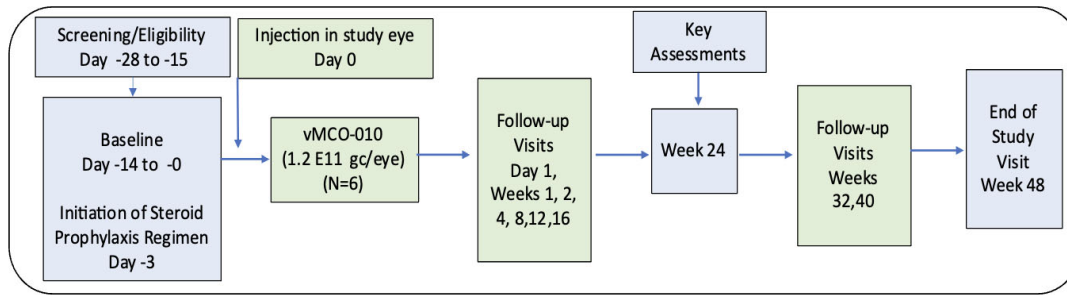 Screening/Eligibility
Day -28 to -15
Injection in study eye
Day 0
Key
Assessments
Baseline
Day -14 to -0
Initiation of Steroid
Prophylaxis Regimen
Day -3
vMCO-010
(1.2 E11 gc/eye)
(N=6)
Follow-up
Visits
Day 1,
Weeks 1, 2,
4, 8,12,16
Week 24
Follow-up
Visits
Weeks
32,40
End of
Study
Visit
Week 48